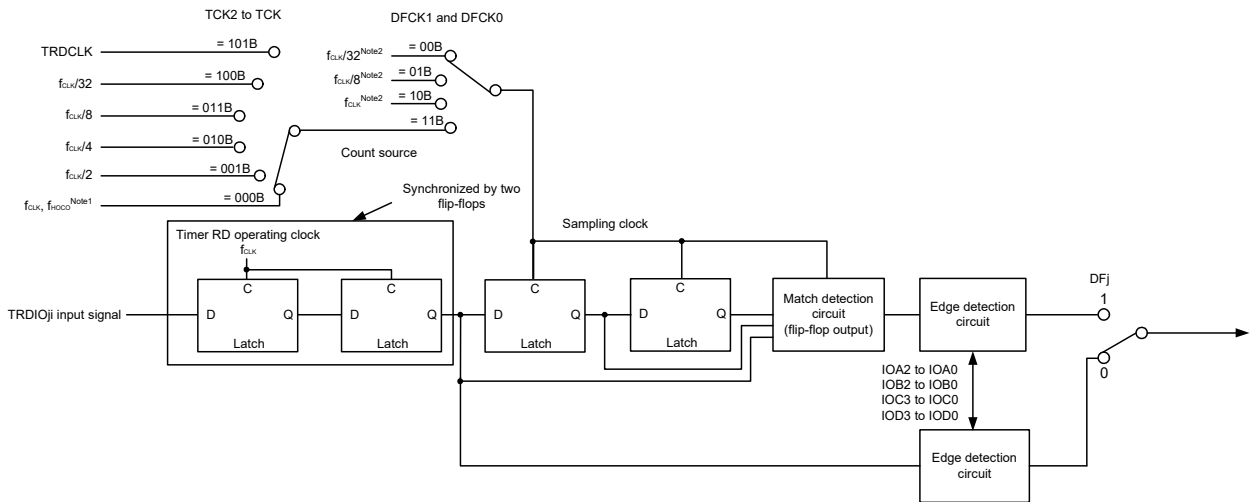 TCK2 to TCK
DFCK1 and DFCK0
TRDCLK
= 101B
fCLK/32
= 100B
fCLK/8
= 011B
fCLK/4
= 010B
fCLK/2
= 001B
fCLK, fHOCO Note1
= 000B
fCLK/32 Note2
= 00B
fCLK/8 Note2
= 01B
fCLK Note2
= 10B
= 11B
Count source
Synchronized by two
flip-flops
Timer RD operating clock
fCLK
Sampling clock
TRDIOji input signal
C
D
Q
Latch
C
D
Q
Latch
C
D
Q
Latch
C
D
Q
Latch
Match detection
circuit
(flip-flop output)
Edge detection
circuit
DFj
1
0
IOA2 to IOA0
IOB2 to IOB0
IOC3 to IOC0
IOD3 to IOD0
Edge detection
circuit